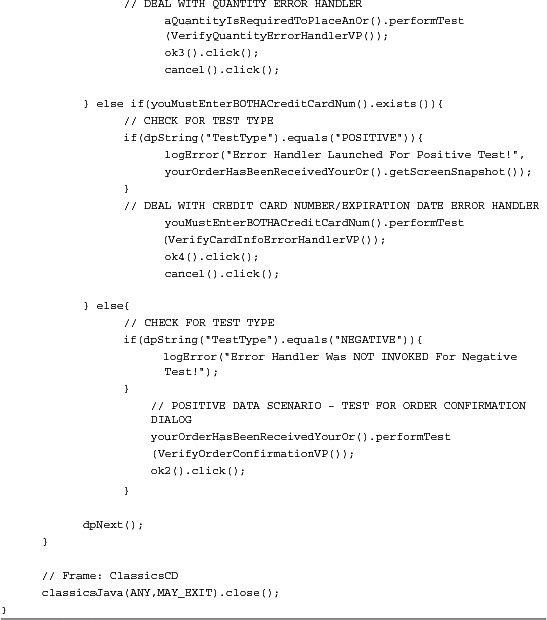 // DEAL WITH QUANTITY ERROR HANDLER
aQuantityIsRequiredToPlaceAnOr().performTest
(VerifyQuantityErrorHandlerVP());
ok3().click();
cancel().click();
} else if(youMustEnterBOTHACreditCardNum().exists()){
// CHECK FOR TEST TYPE
if(dpString("TestType").equals("POSITIVE")){
logError("Error Handler Launched For Positive Test!",
yourOrderHasBeenReceivedYourOr().getScreenSnapshot());
}
// DEAL WITH CREDIT CARD NUMBER/EXPIRATION DATE ERROR HANDLER
youMustEnterBOTHACreditCardNum().performTest
(VerifyCardInfoErrorHandlerVP());
ok4().click();
cancel().click();
} else{
// CHECK FOR TEST TYPE
if(dpString("TestType").equals("NEGATIVE")){
logError("Error Handler Was NOT INVOKED For Negative
Test!");
}
// POSITIVE DATA SCENARIO - TEST FOR ORDER CONFIRMATION
DIALOG
yourOrderHasBeenReceivedYourOr().performTest
(VerifyOrderConfirmationVP());
ok2().click();
}
dpNext();
}
// Frame: ClassicsCD
classicsJava(ANY,MAY_EXIT).close();
}